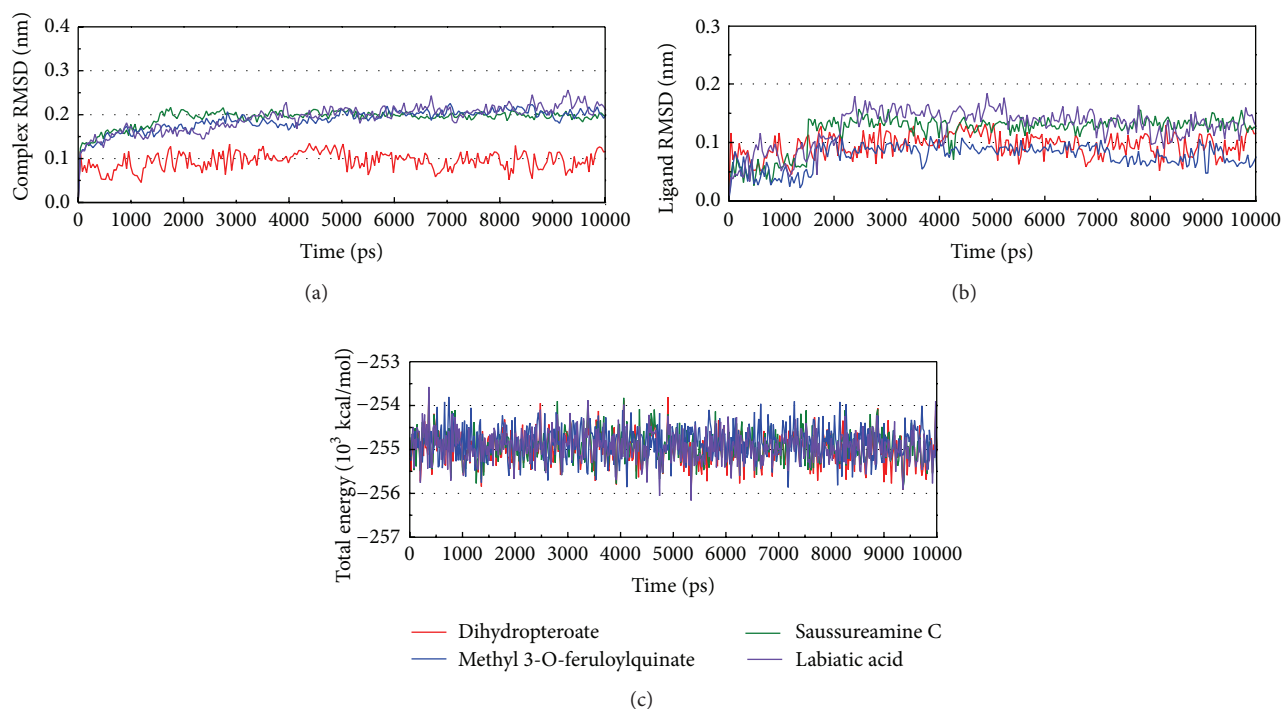 Complex RMSD (nm)
0.4
0.3
0.2
0.1
0.0
0 1000 2000 3000 4000 5000 6000 7000 8000 9000 10000
Time (ps)
(a)
Ligand RMSD (nm)
0.3
0.2
0.1
0.0
0 1000 2000 3000 4000 5000 6000 7000 8000 9000 10000
Time (ps)
(b)
Total energy (10³ kcal/mol)
−253
−254
−255
−256
−257
0 1000 2000 3000 4000 5000 6000 7000 8000 9000 10000
Time (ps)
Dihydropteroate
Methyl 3-O-feruloylquinate
Saussureamine C
Labiatic acid
(c)